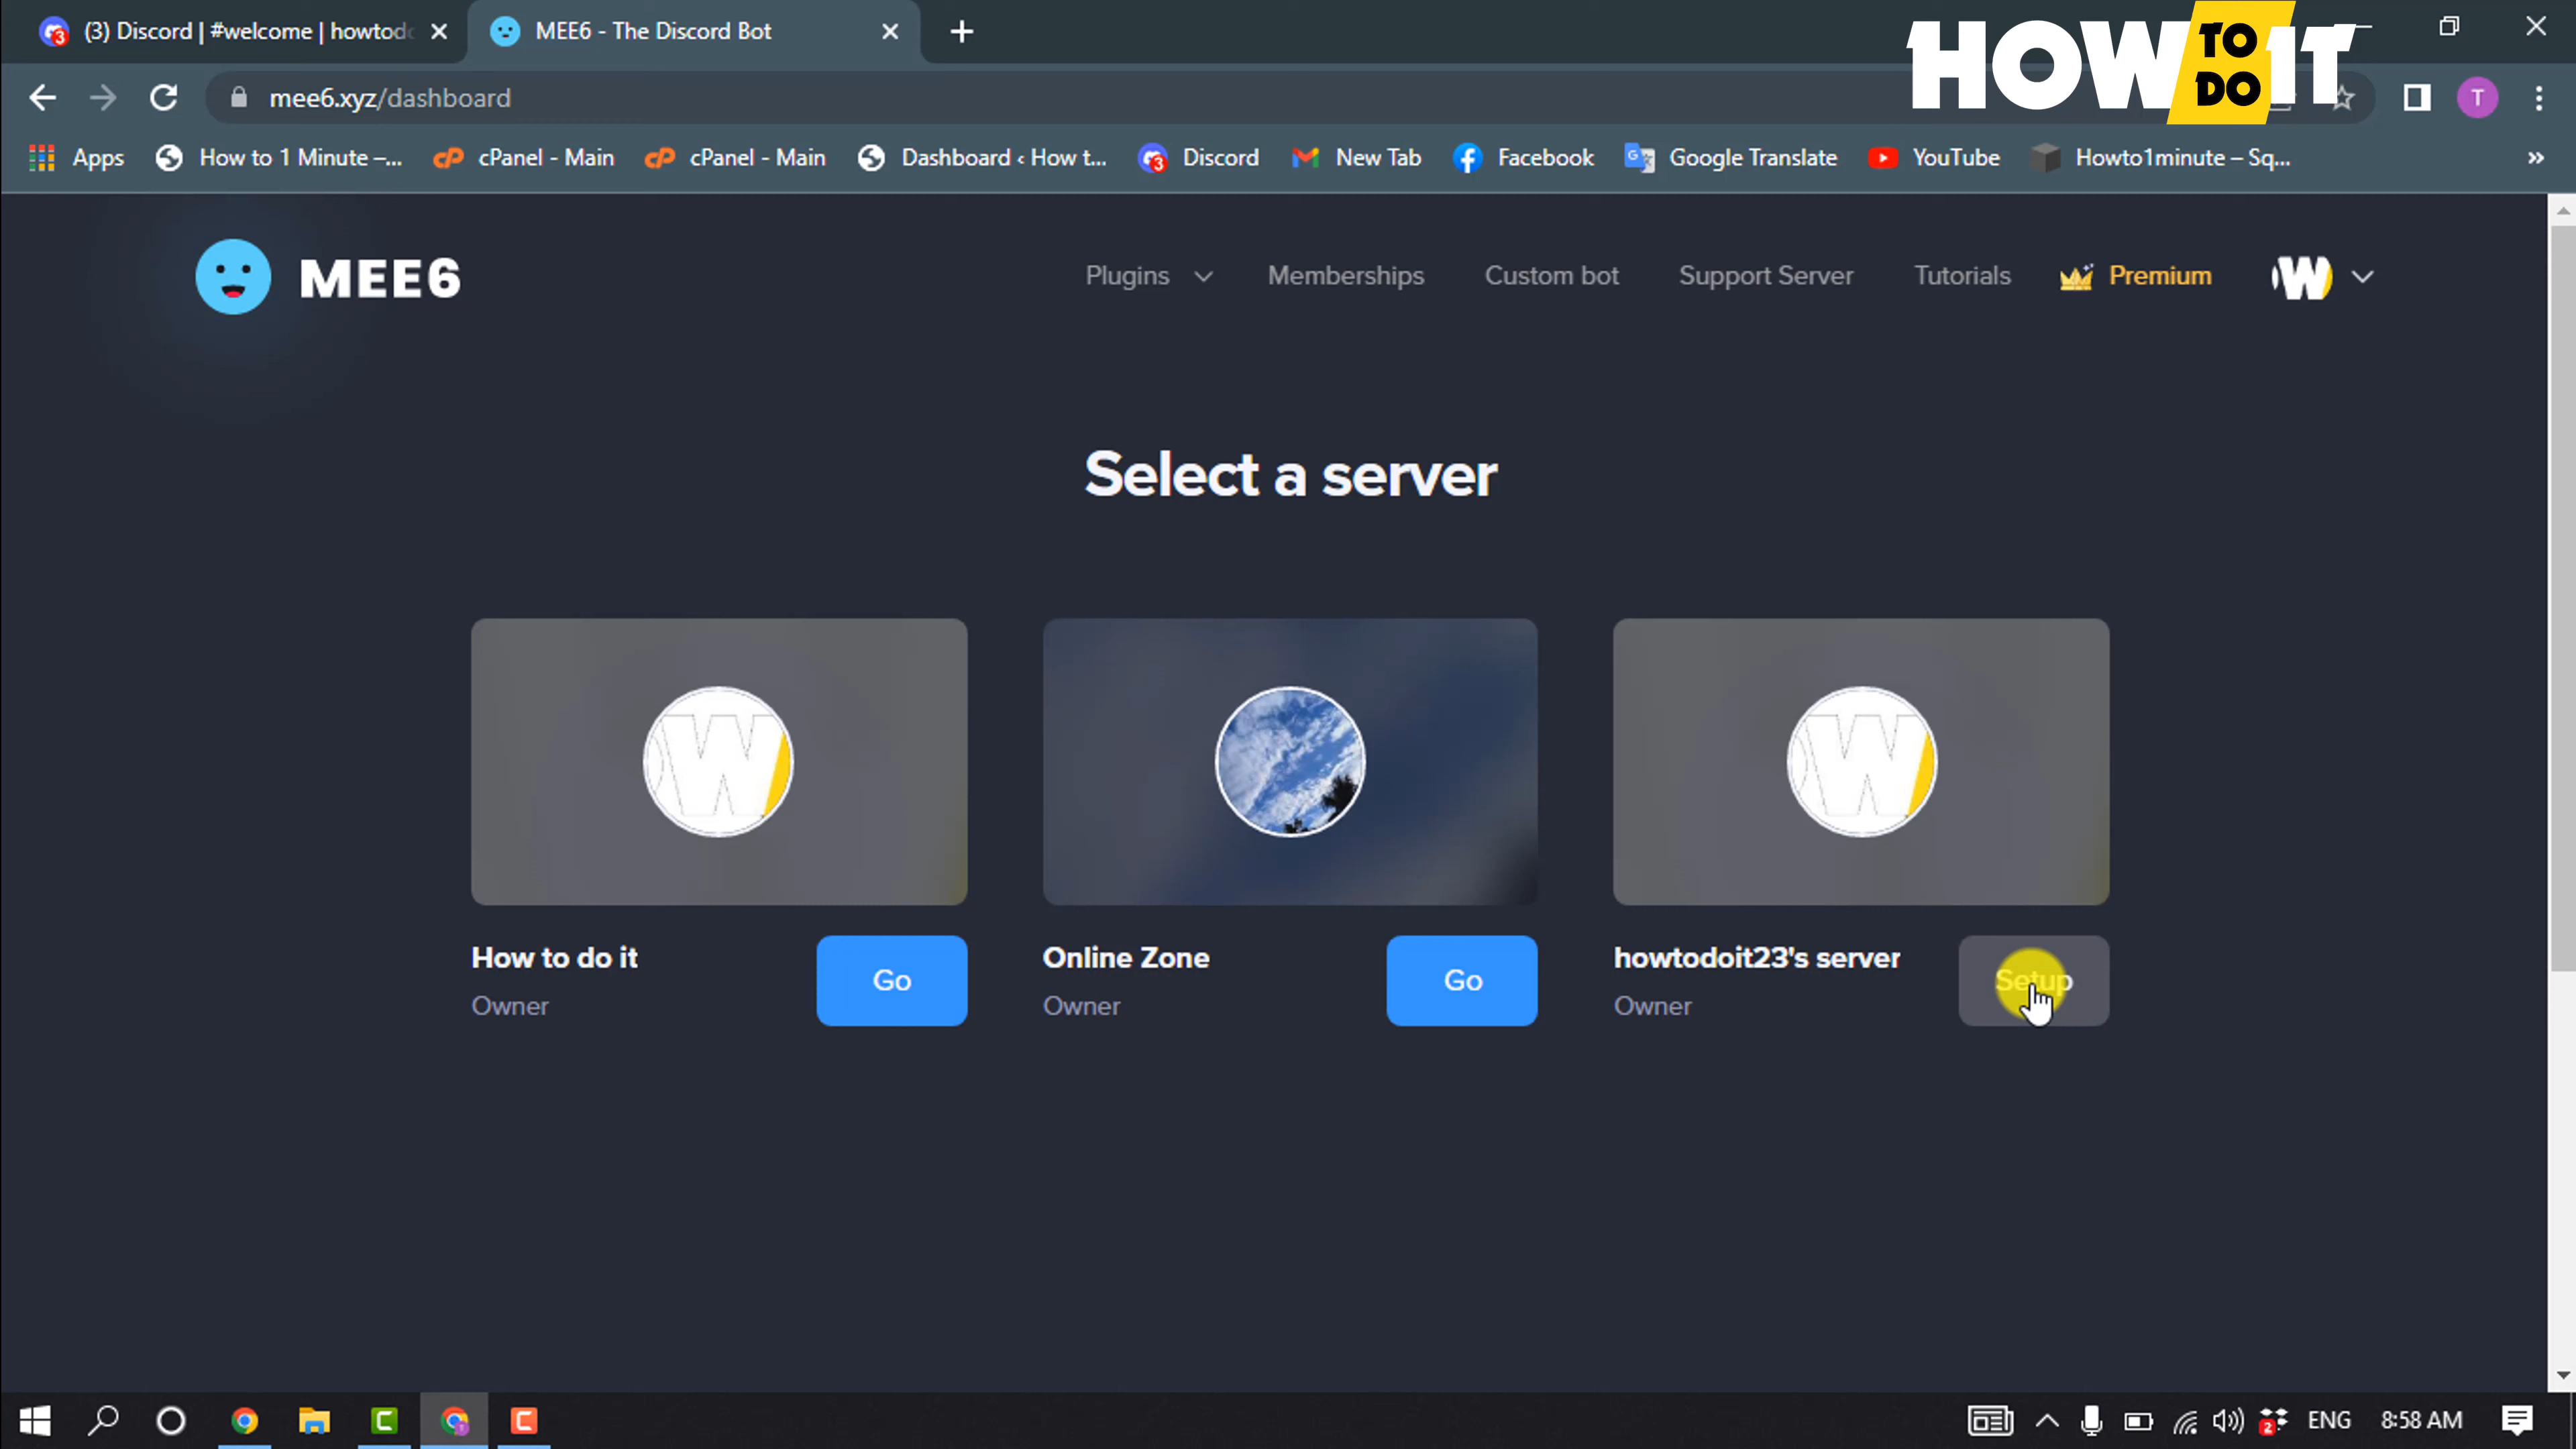 (3) Discord | #welcome | howtodo
MEE6 - The Discord Bot
HOW TO DO IT
mee6.xyz/dashboard
T
Apps
How to 1 Minute –...
cPanel - Main
cPanel - Main
Dashboard ‹ How t...
Discord
New Tab
Facebook
Google Translate
YouTube
Howto1minute – Sq...
MEE6
Plugins
Memberships
Custom bot
Support Server
Tutorials
Premium
W
Select a server
W
W
How to do it
Owner
Go
Online Zone
Owner
Go
howtodoit23's server
Owner
Setup
ENG
8:58 AM